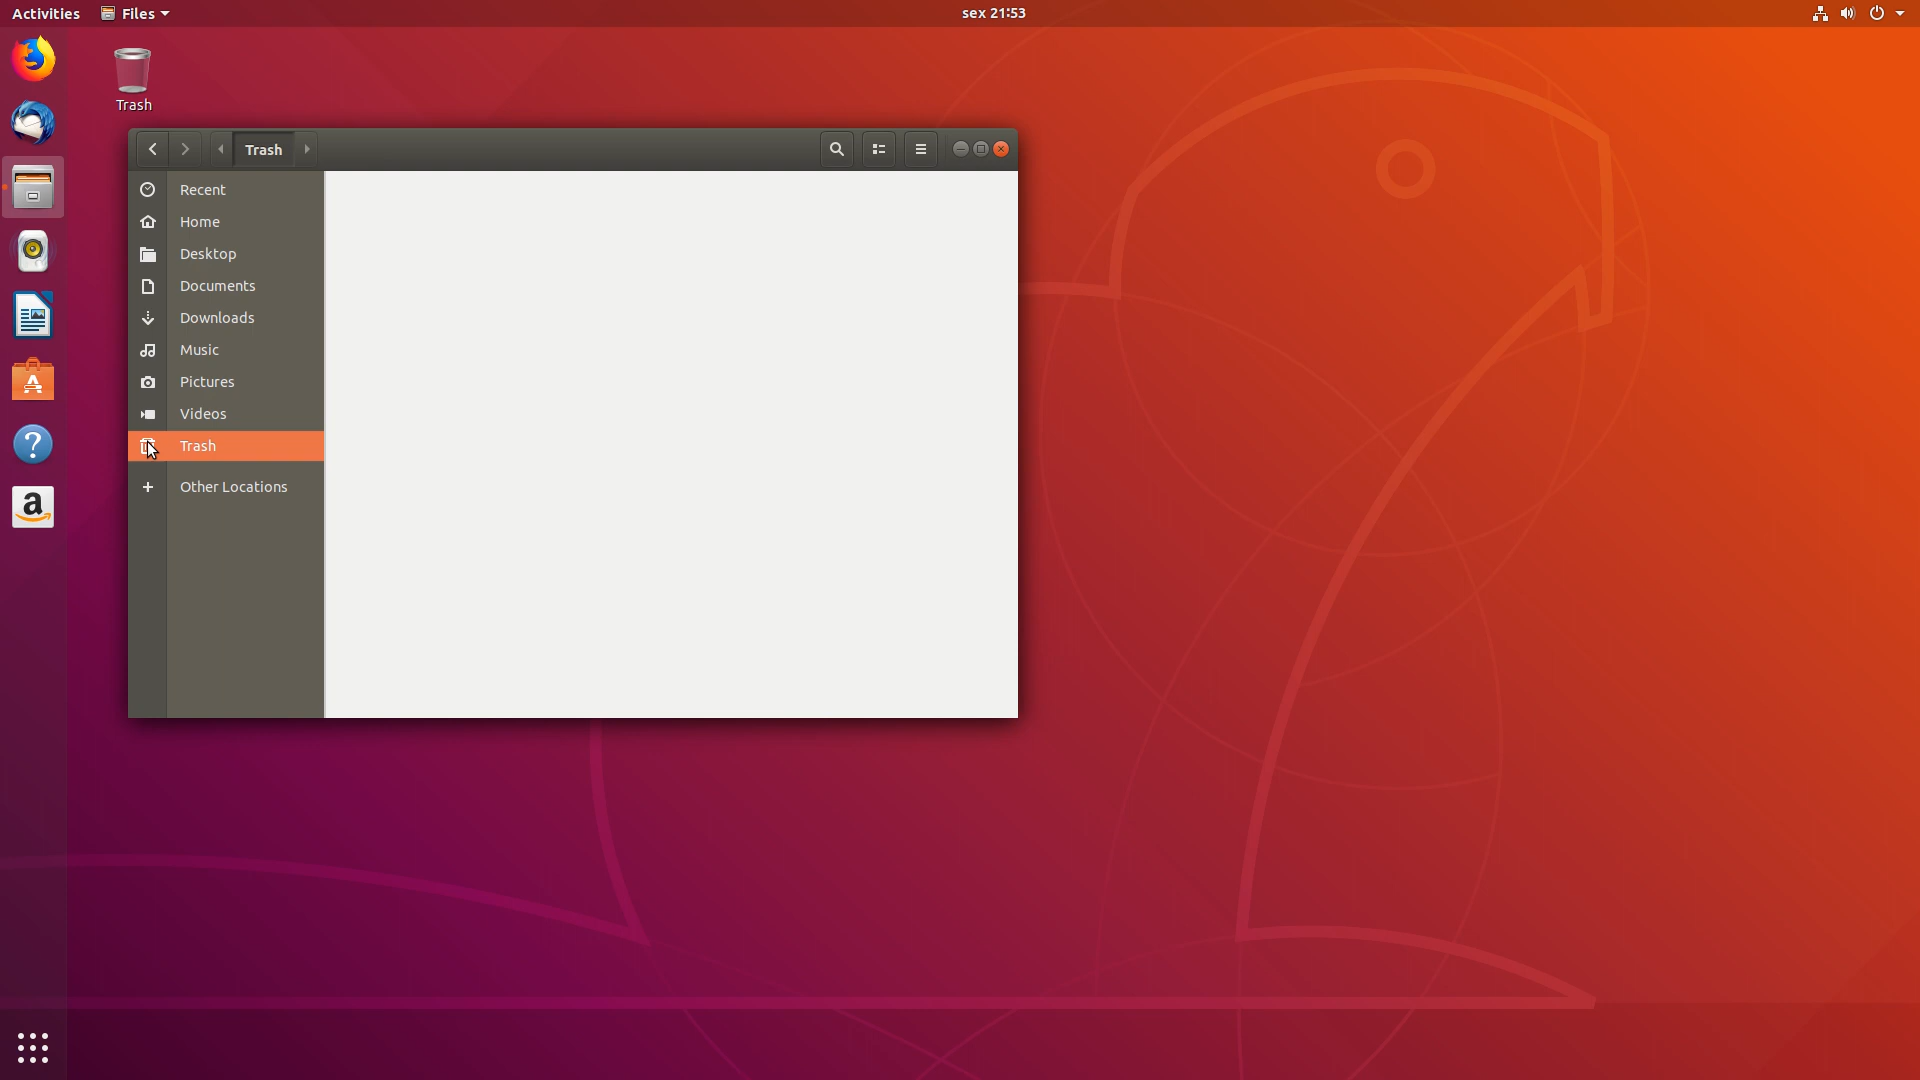 Activities
Files
sex 21:53
Trash
Trash
Recent
Home
Desktop
Documents
Downloads
Music
Pictures
Videos
Trash
Other Locations